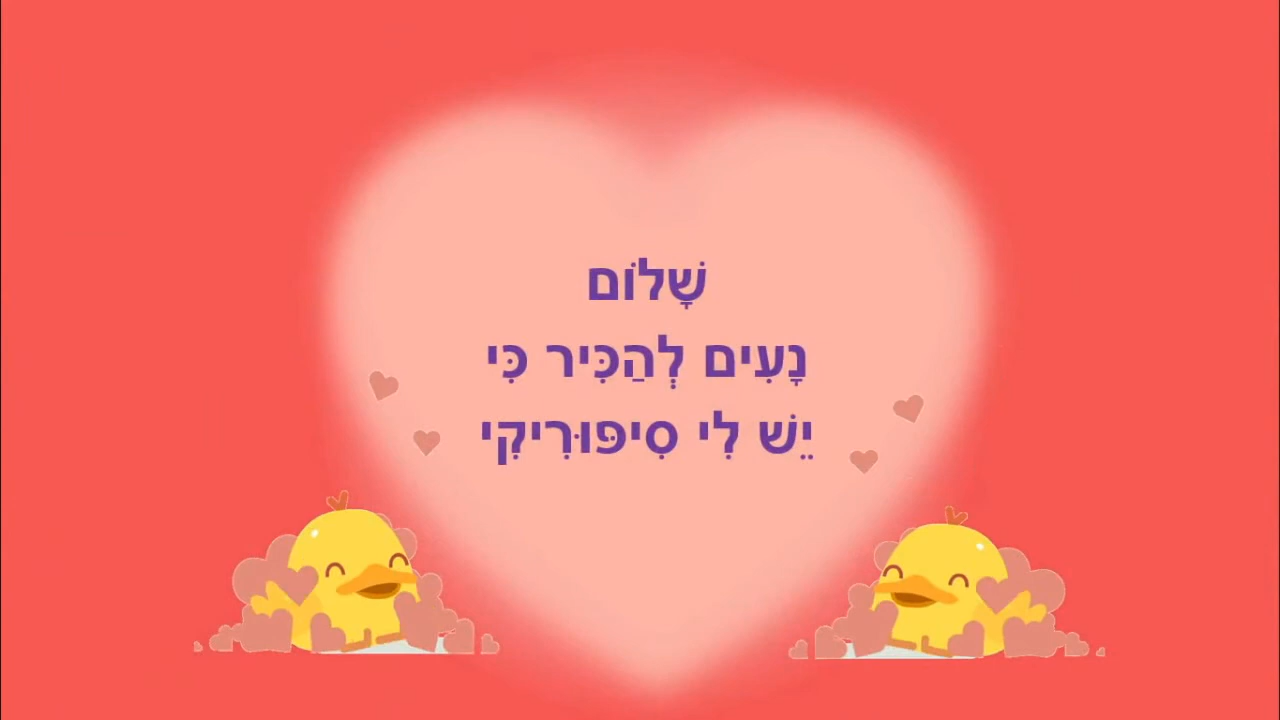 שָׁלוֹם
נָעִים לְהַכִּיר כִּי
יֵשׁ לִי סִיפּוּרִיקִי